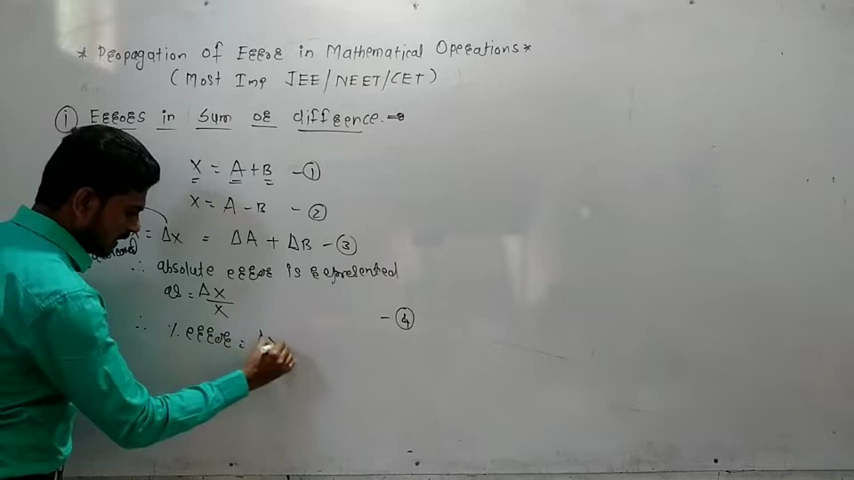 * Propagation of Error in Mathematical Operations *
( Most Imp JEE/NEET/CET )
i Errors in Sum or difference.-
X = A + B - 1
X = A - B - 2
= ΔX = ΔA + ΔB - 3
∴ absolute error is represented
as = ΔX/X
- 4
∴ % error =